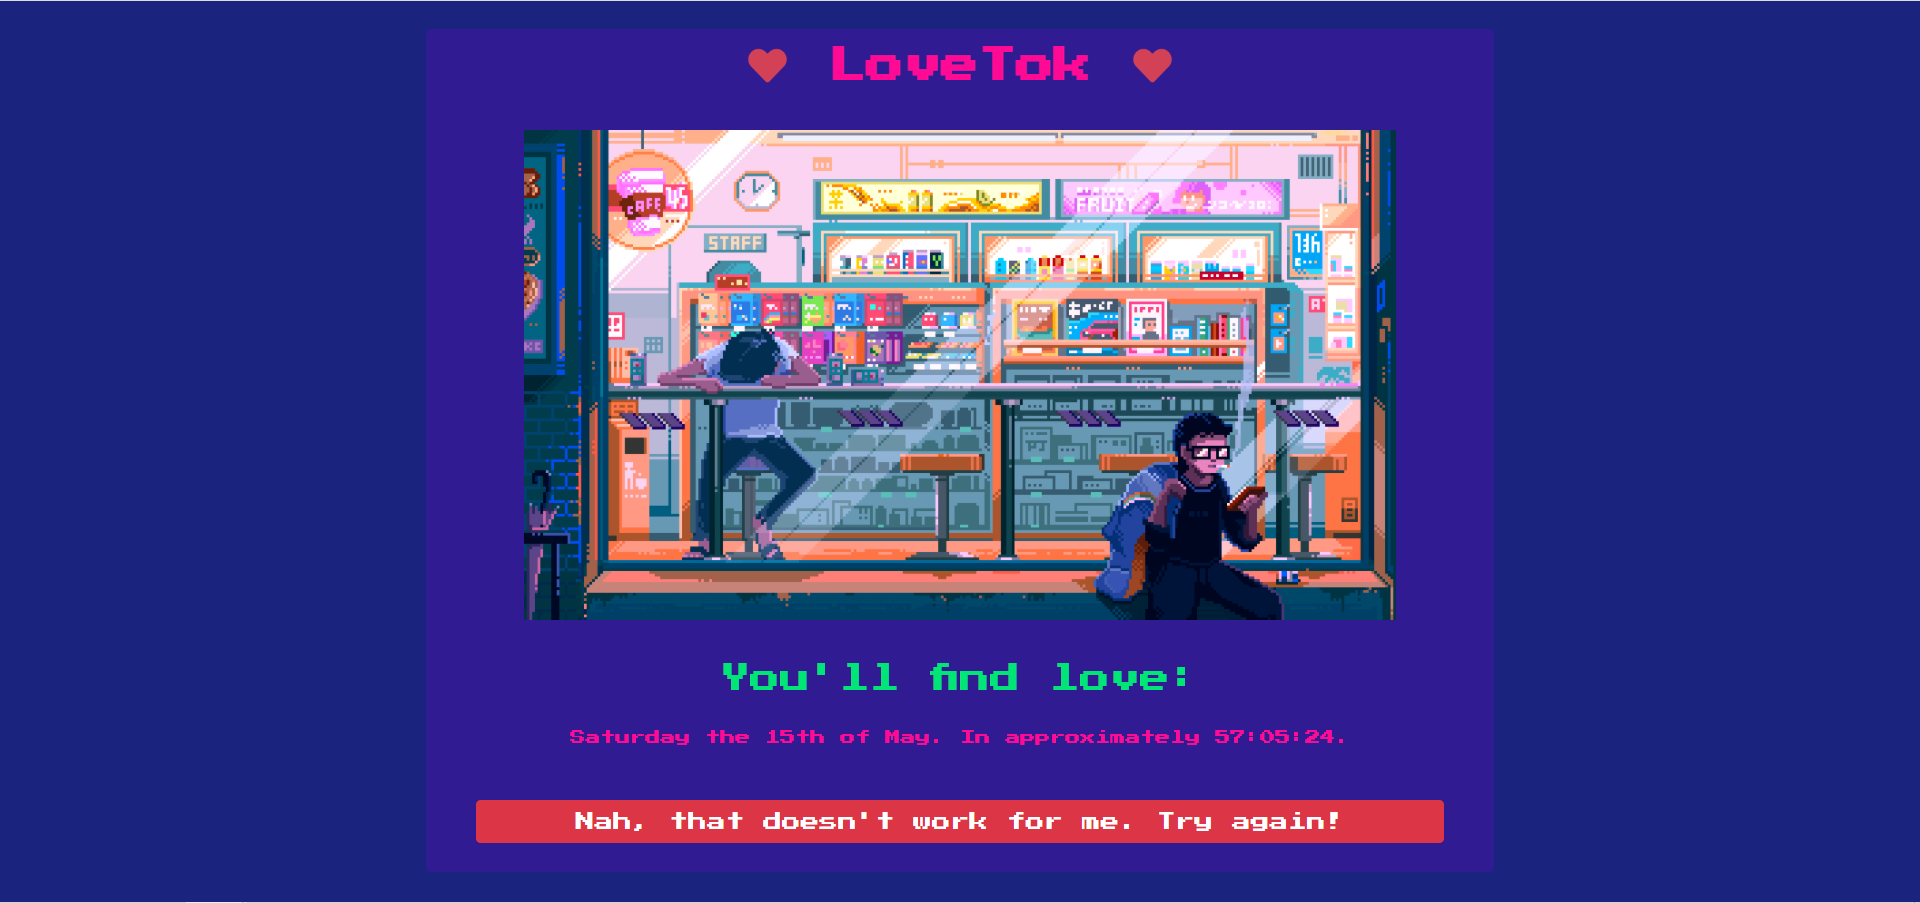 LoveTok
CAFE
45
STAFF
FRUIT
You'll find love:
Saturday the 15th of May. In approximately 57:05:24.
Nah, that doesn't work for me. Try again!